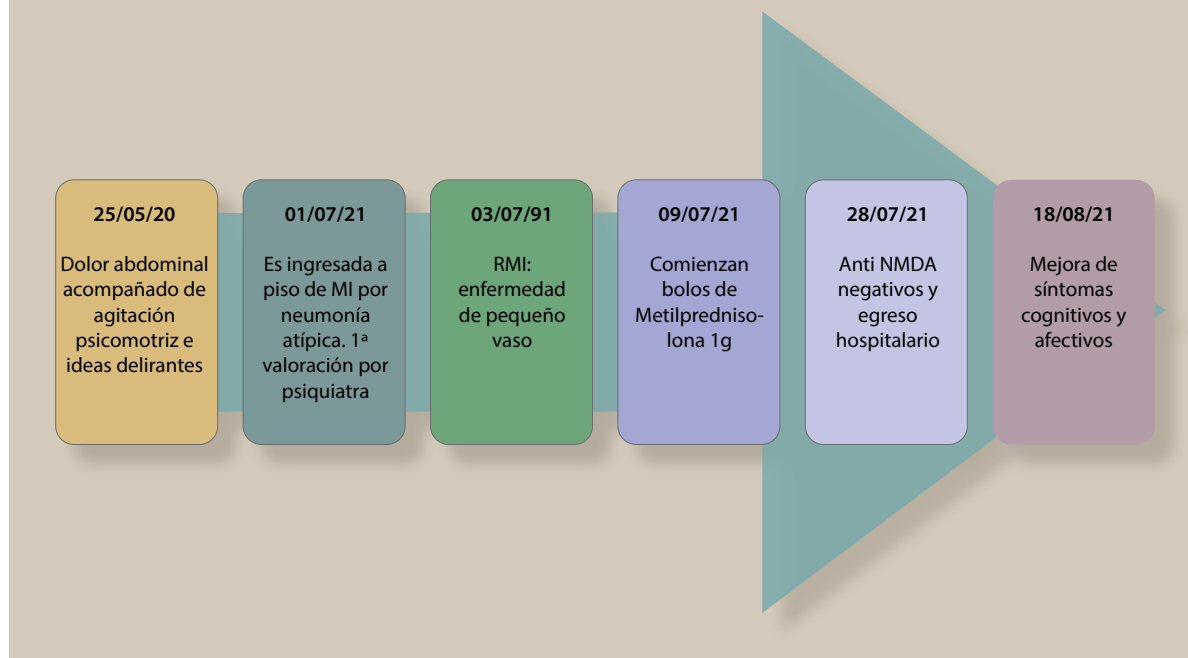 25/05/20
Dolor abdominal
acompañado de
agitación
psicomotriz e
ideas delirantes
01/07/21
Es ingresada a
piso de MI por
neumonía
atípica. 1ª
valoración por
psiquiatra
03/07/91
RMI:
enfermedad
de pequeño
vaso
09/07/21
Comienzan
bolos de
Metilpredniso-
lona 1g
28/07/21
Anti NMDA
negativos y
egreso
hospitalario
18/08/21
Mejora de
síntomas
cognitivos y
afectivos